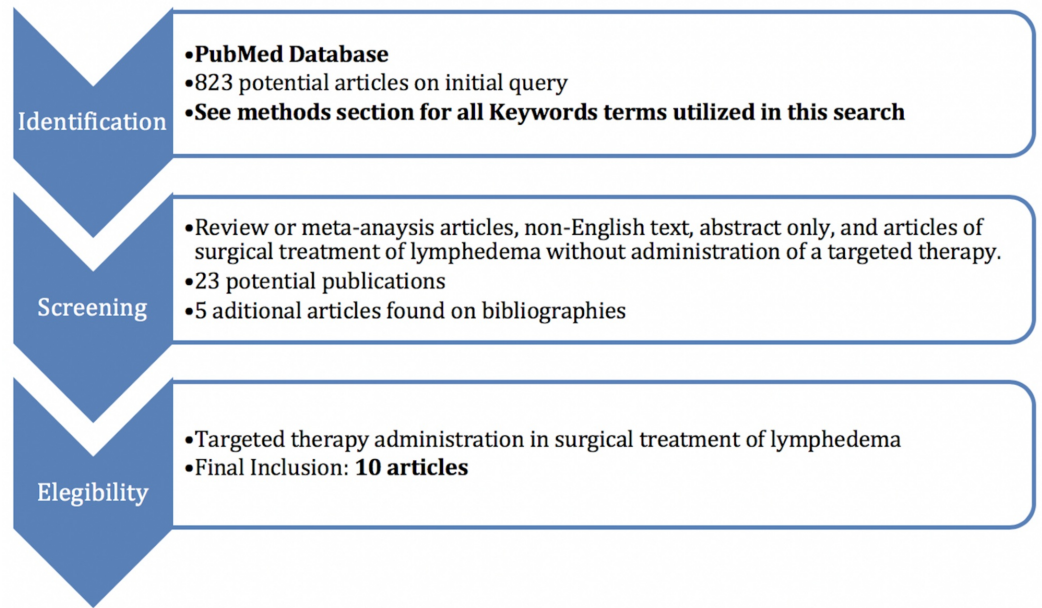 Identification
•PubMed Database
•823 potential articles on initial query
•See methods section for all Keywords terms utilized in this search
Screening
•Review or meta-anaysis articles, non-English text, abstract only, and articles of
surgical treatment of lymphedema without administration of a targeted therapy.
•23 potential publications
•5 aditional articles found on bibliographies
Elegibility
•Targeted therapy administration in surgical treatment of lymphedema
•Final Inclusion: 10 articles